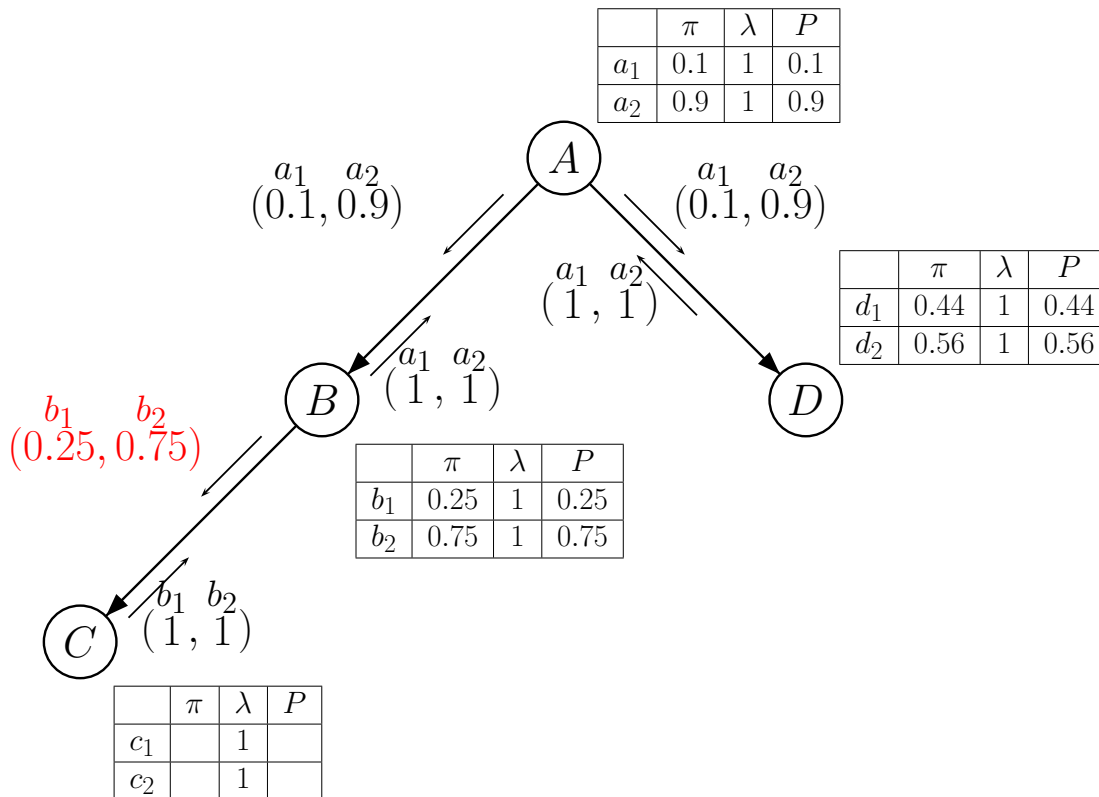 π λ P
a₁ 0.1 1 0.1
a₂ 0.9 1 0.9
A
a₁ a₂
(0.1, 0.9)
a₁ a₂
(0.1, 0.9)
a₁ a₂
(1, 1)
π λ P
d₁ 0.44 1 0.44
d₂ 0.56 1 0.56
a₁ a₂
(1, 1)
B
D
b₁ b₂
(0.25, 0.75)
π λ P
b₁ 0.25 1 0.25
b₂ 0.75 1 0.75
b₁ b₂
(1, 1)
C
π λ P
c₁ 1
c₂ 1